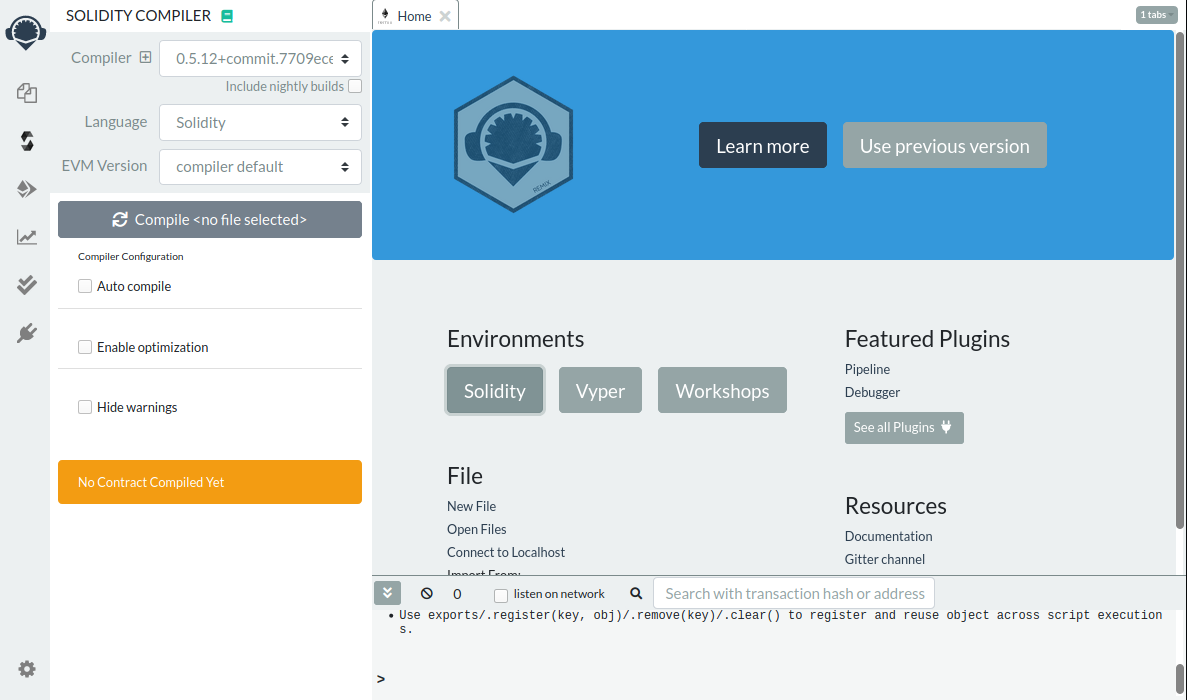 SOLIDITY COMPILER
Home
1 tabs
Compiler
0.5.12+commit.7709ece
Include nightly builds
Language
Solidity
EVM Version
compiler default
Compile <no file selected>
Compiler Configuration
Auto compile
Enable optimization
Hide warnings
No Contract Compiled Yet
REMIX
Learn more
Use previous version
Environments
Solidity
Vyper
Workshops
Featured Plugins
Pipeline
Debugger
See all Plugins
File
New File
Open Files
Connect to Localhost
Import From:
Resources
Documentation
Gitter channel
0
listen on network
Search with transaction hash or address
• Use exports/.register(key, obj)/.remove(key)/.clear() to register and reuse object across script execution
s.
>